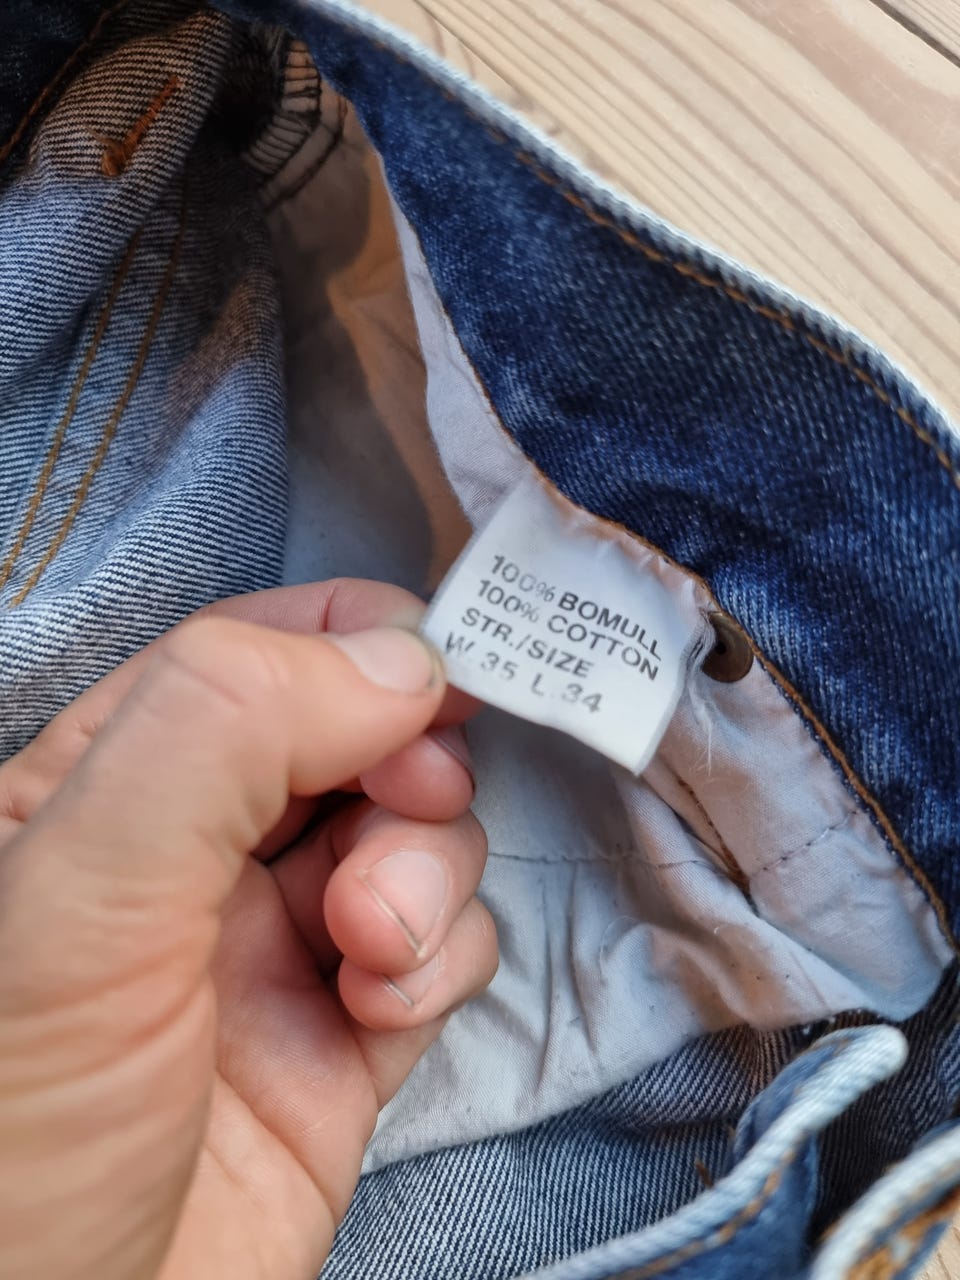 100% BOMULL
100% COTTON
STR./SIZE
W. 35 L. 34